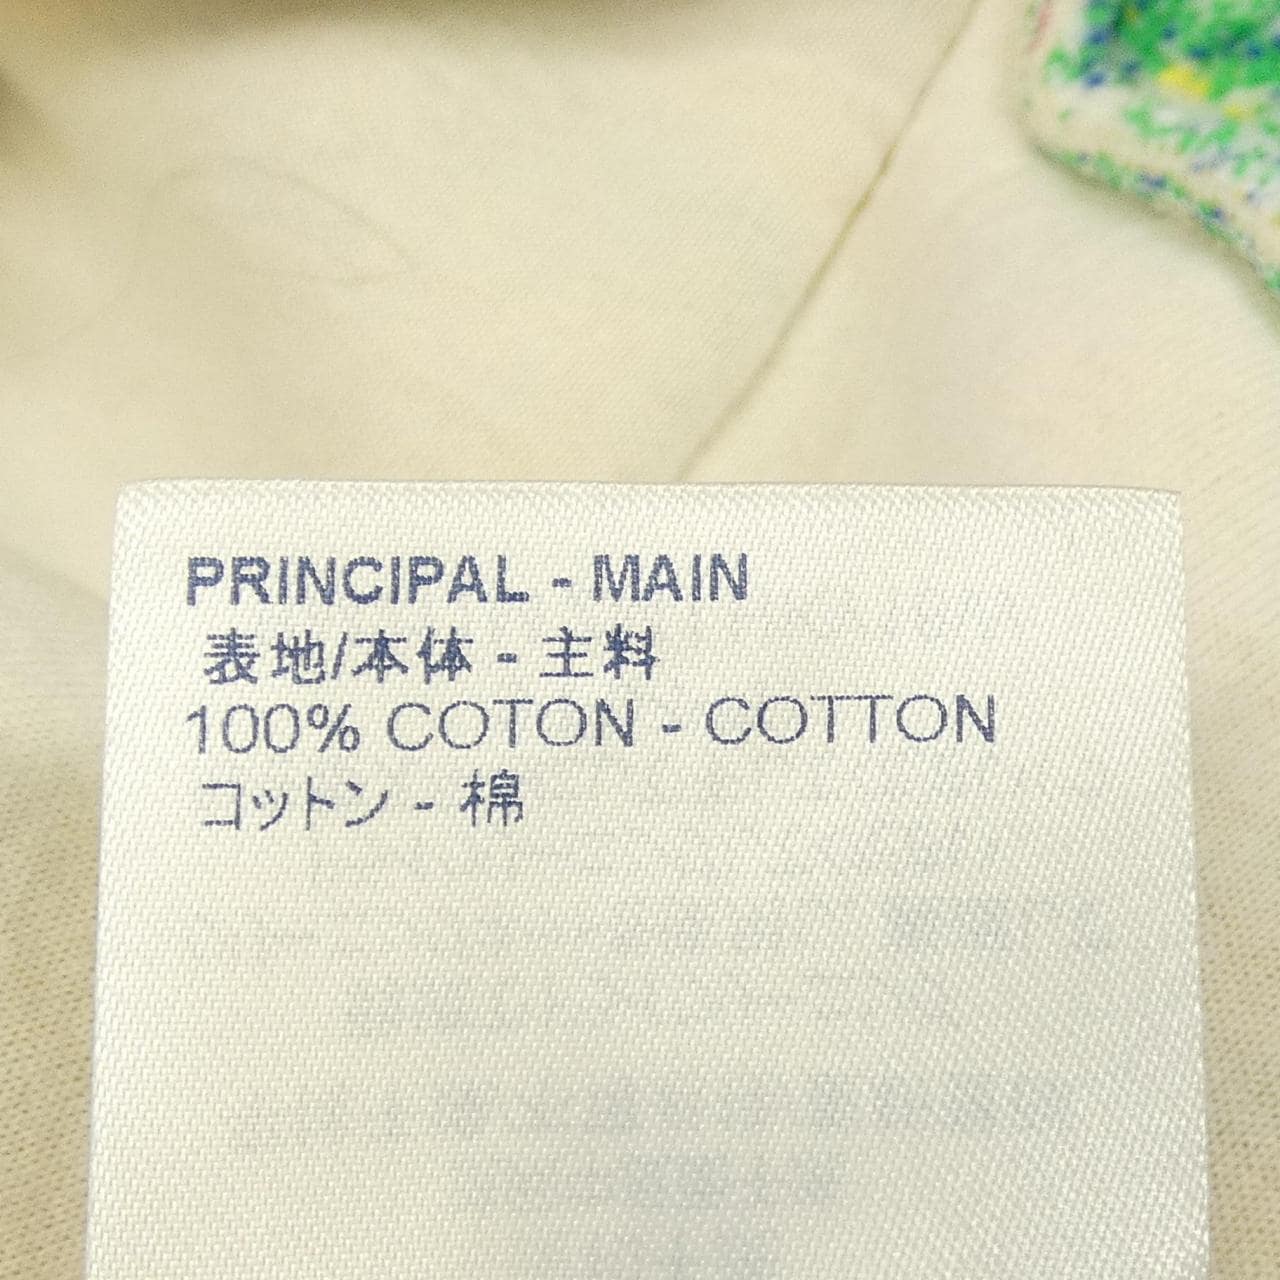 PRINCIPAL - MAIN
表地/本体 - 主料
100% COTON - COTTON
コットン - 棉